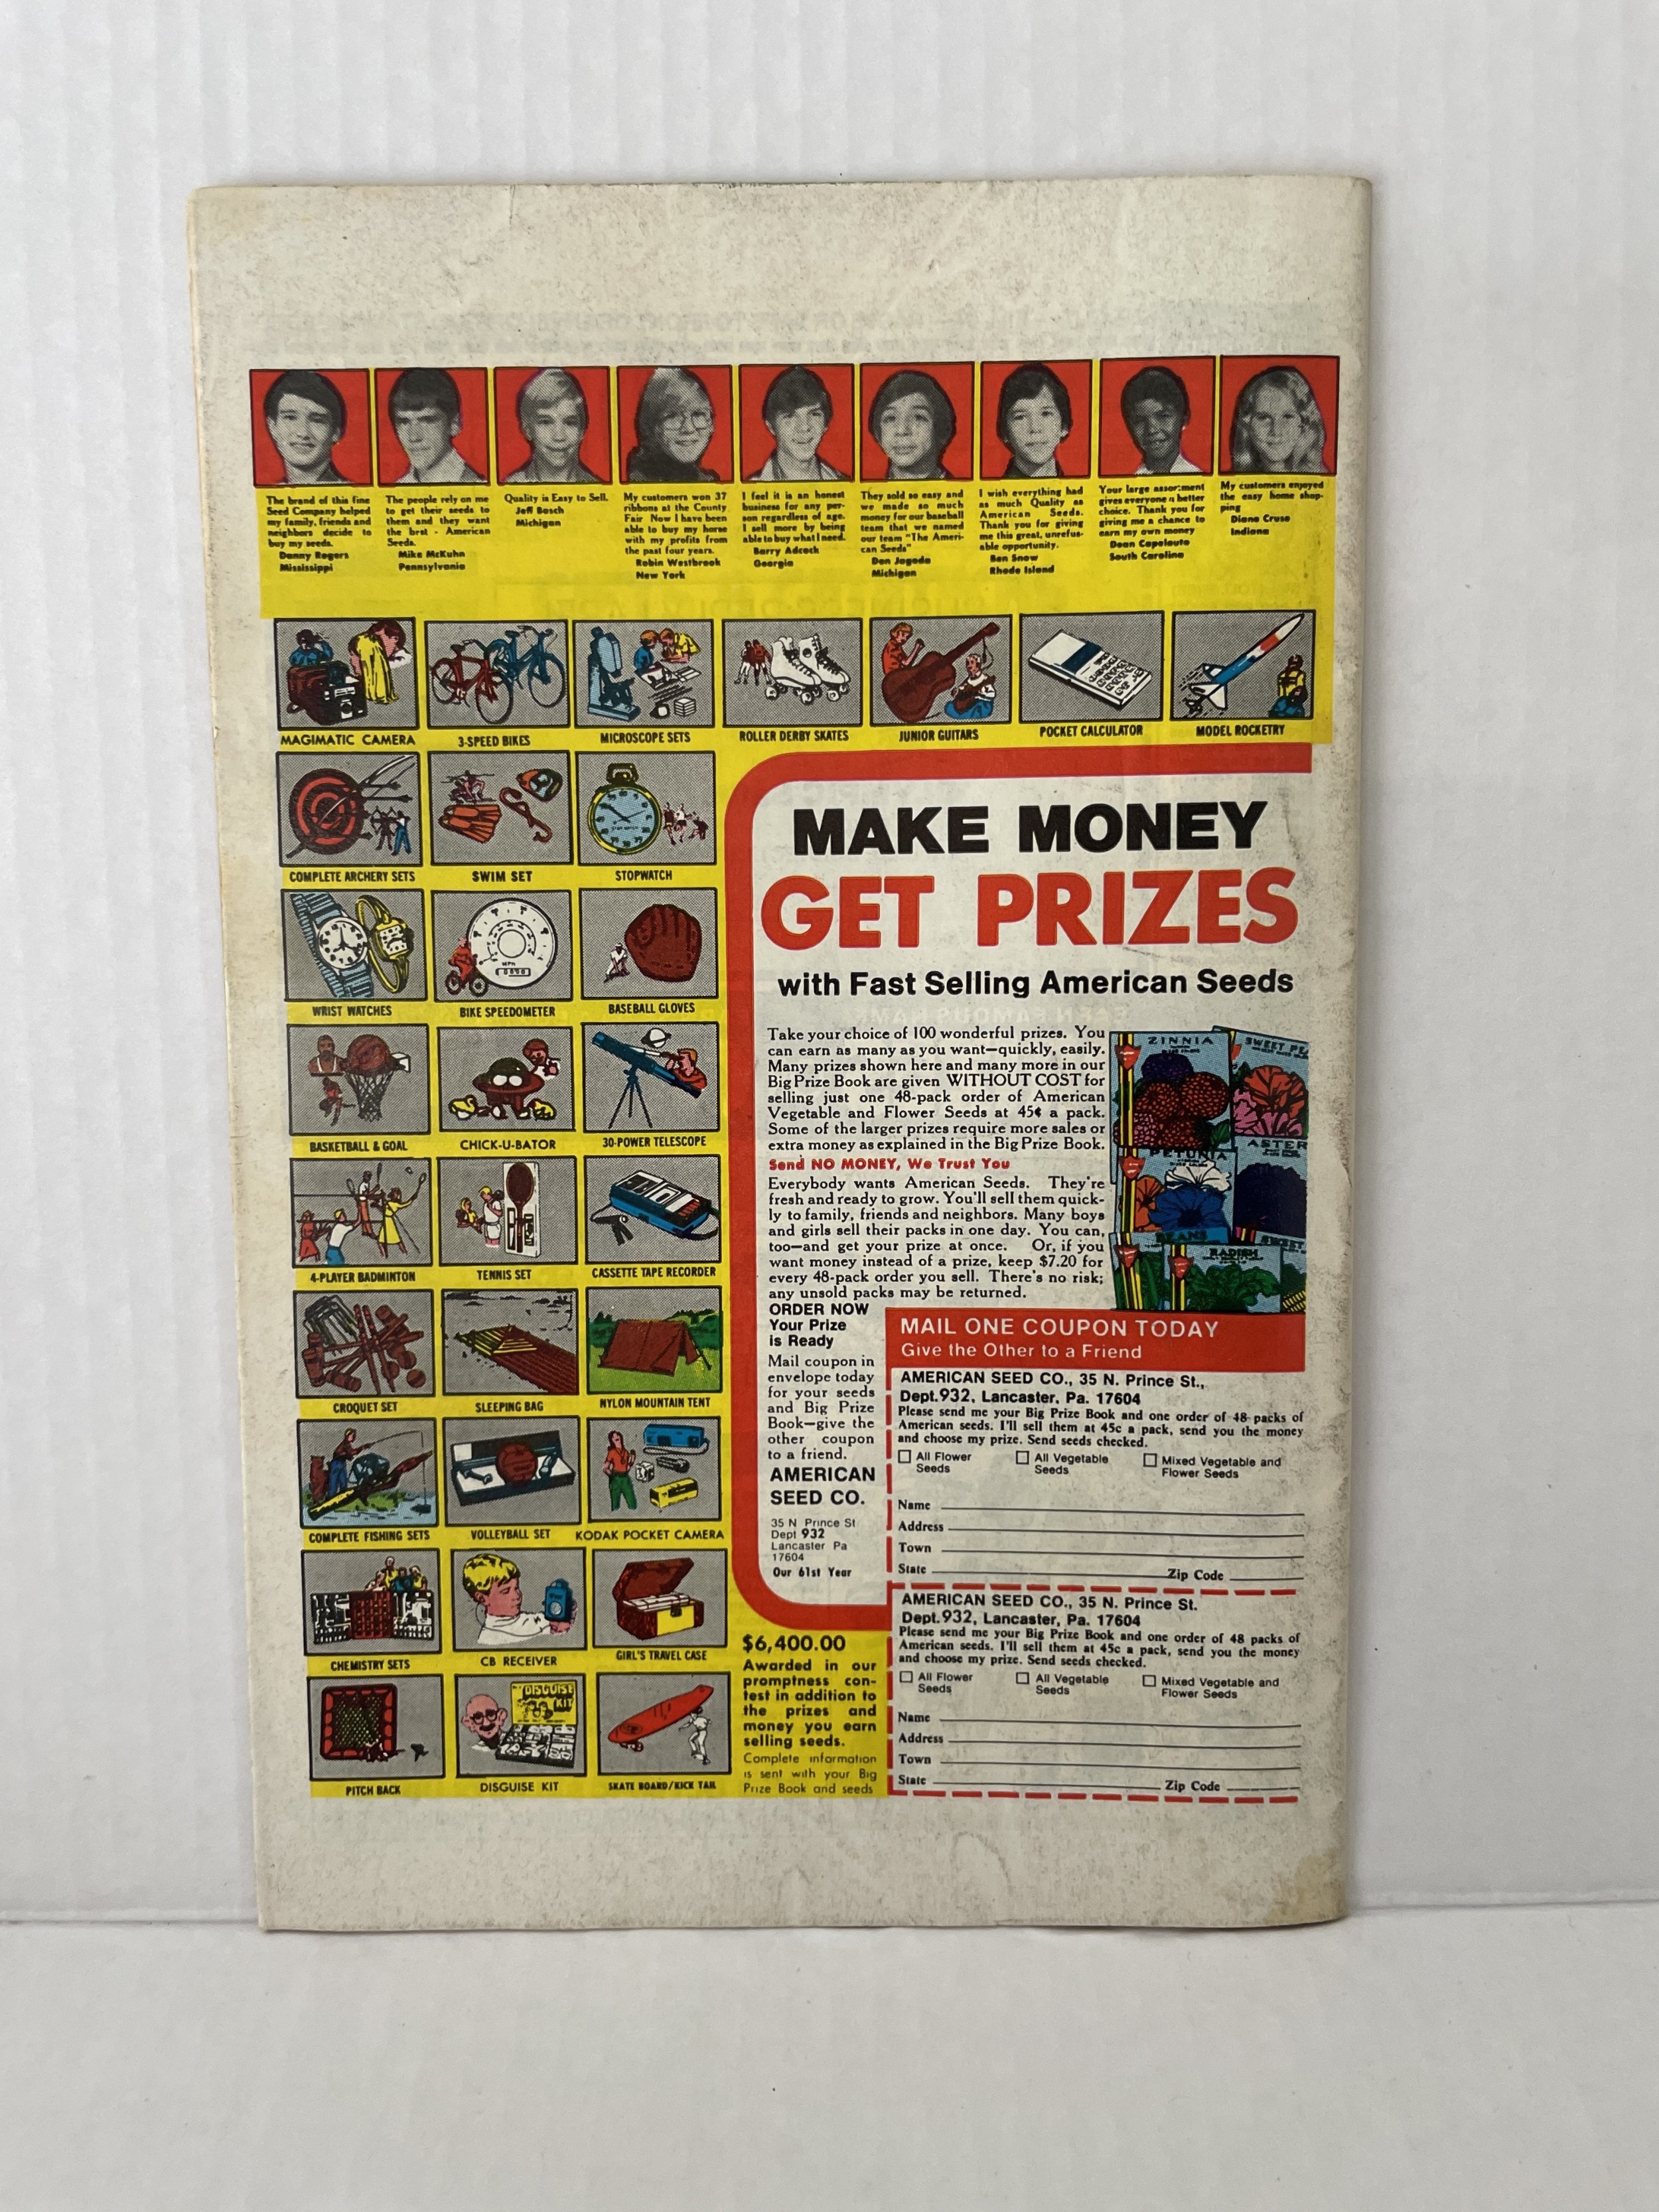 The brand of this fine
Seed Company helped
my family, friends and
neighbors decide to
buy my seeds.
Danny Rogers
Mississippi
The people rely on me
to get their seeds to
them and they want
the best - American
Seeds.
Mike McKuhn
Pennsylvania
Quality is Easy to Sell.
Jeff Bosch
Michigan
My customers won 37
ribbons at the County
Fair Now I have been
able to buy my horse
with my profits from
the past four years.
Robin Westbrook
New York
I feel it is an honest
business for any per-
son regardless of age.
I sell more by being
able to buy what I need.
Barry Adcock
Georgia
They sold so easy and
we made so much
money for our baseball
team that we named
our team "The Ameri-
can Seeds"
Don Jagoda
Michigan
I wish everything had
as much Quality as
American Seeds.
Thank you for giving
me this great, unrefus-
able opportunity.
Ben Snow
Rhode Island
Your large assortment
gives everyone a better
choice. Thank you for
giving me a chance to
earn my own money
Dean Capalouto
South Carolina
My customers enjoyed
the easy home shop-
ping
Diane Cruse
Indiana
MAGIMATIC CAMERA
3-SPEED BIKES
MICROSCOPE SETS
ROLLER DERBY SKATES
JUNIOR GUITARS
POCKET CALCULATOR
MODEL ROCKETRY
COMPLETE ARCHERY SETS
SWIM SET
STOPWATCH
WRIST WATCHES
MPH
BIKE SPEEDOMETER
BASEBALL GLOVES
BASKETBALL & GOAL
CHICK-U-BATOR
30-POWER TELESCOPE
4-PLAYER BADMINTON
TENNIS SET
CASSETTE TAPE RECORDER
CROQUET SET
SLEEPING BAG
NYLON MOUNTAIN TENT
COMPLETE FISHING SETS
VOLLEYBALL SET
KODAK POCKET CAMERA
CHEMISTRY SETS
CB RECEIVER
GIRL'S TRAVEL CASE
PITCH BACK
DISGUISE
KIT
DISGUISE KIT
SKATE BOARD/KICK TAIL
MAKE MONEY
GET PRIZES
with Fast Selling American Seeds
Take your choice of 100 wonderful prizes. You
can earn as many as you want—quickly, easily.
Many prizes shown here and many more in our
Big Prize Book are given WITHOUT COST for
selling just one 48-pack order of American
Vegetable and Flower Seeds at 45¢ a pack.
Some of the larger prizes require more sales or
extra money as explained in the Big Prize Book.
Send NO MONEY, We Trust You
Everybody wants American Seeds. They're
fresh and ready to grow. You'll sell them quick-
ly to family, friends and neighbors. Many boys
and girls sell their packs in one day. You can,
too—and get your prize at once. Or, if you
want money instead of a prize, keep $7.20 for
every 48-pack order you sell. There's no risk;
any unsold packs may be returned.
ZINNIA
SWEET PE
ASTER
PETUNIA
BEANS
RADISH
SWEET
ORDER NOW
Your Prize
is Ready
Mail coupon in
envelope today
for your seeds
and Big Prize
Book—give the
other coupon
to a friend.
AMERICAN
SEED CO.
35 N Prince St
Dept 932
Lancaster Pa
17604
Our 61st Year
MAIL ONE COUPON TODAY
Give the Other to a Friend
AMERICAN SEED CO., 35 N. Prince St.,
Dept.932, Lancaster, Pa. 17604
Please send me your Big Prize Book and one order of 48 packs of
American seeds. I'll sell them at 45c a pack, send you the money
and choose my prize. Send seeds checked.
All Flower
Seeds
All Vegetable
Seeds
Mixed Vegetable and
Flower Seeds
Name
Address
Town
State Zip Code
AMERICAN SEED CO., 35 N. Prince St.
Dept.932, Lancaster, Pa. 17604
Please send me your Big Prize Book and one order of 48 packs of
American seeds. I'll sell them at 45c a pack, send you the money
and choose my prize. Send seeds checked.
All Flower
Seeds
All Vegetable
Seeds
Mixed Vegetable and
Flower Seeds
Name
Address
Town
State Zip Code
$6,400.00
Awarded in our
promptness con-
test in addition to
the prizes and
money you earn
selling seeds.
Complete information
is sent with your Big
Prize Book and seeds